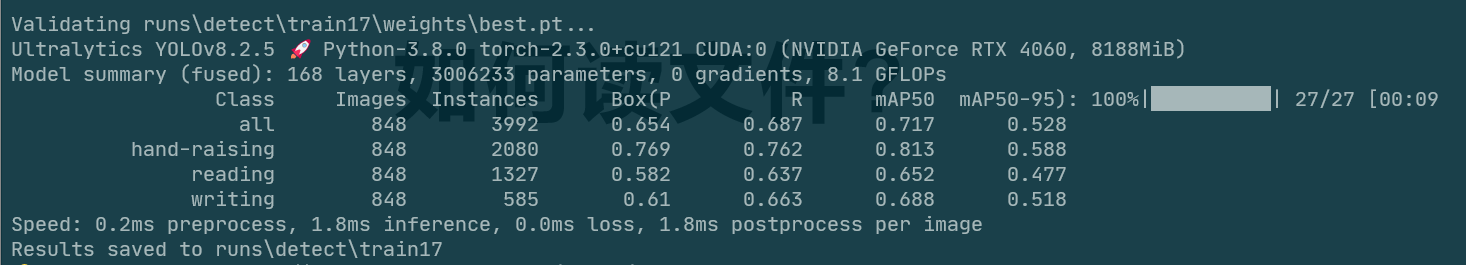 Validating runs\detect\train17\weights\best.pt...
Ultralytics YOLOv8.2.5 🚀 Python-3.8.0 torch-2.3.0+cu121 CUDA:0 (NVIDIA GeForce RTX 4060, 8188MiB)
Model summary (fused): 168 layers, 3006233 parameters, 0 gradients, 8.1 GFLOPs
如何读文件?
Class Images Instances Box(P R mAP50 mAP50-95): 100%|██████████| 27/27 [00:09
all 848 3992 0.654 0.687 0.717 0.528
hand-raising 848 2080 0.769 0.762 0.813 0.588
reading 848 1327 0.582 0.637 0.652 0.477
writing 848 585 0.61 0.663 0.688 0.518
Speed: 0.2ms preprocess, 1.8ms inference, 0.0ms loss, 1.8ms postprocess per image
Results saved to runs\detect\train17